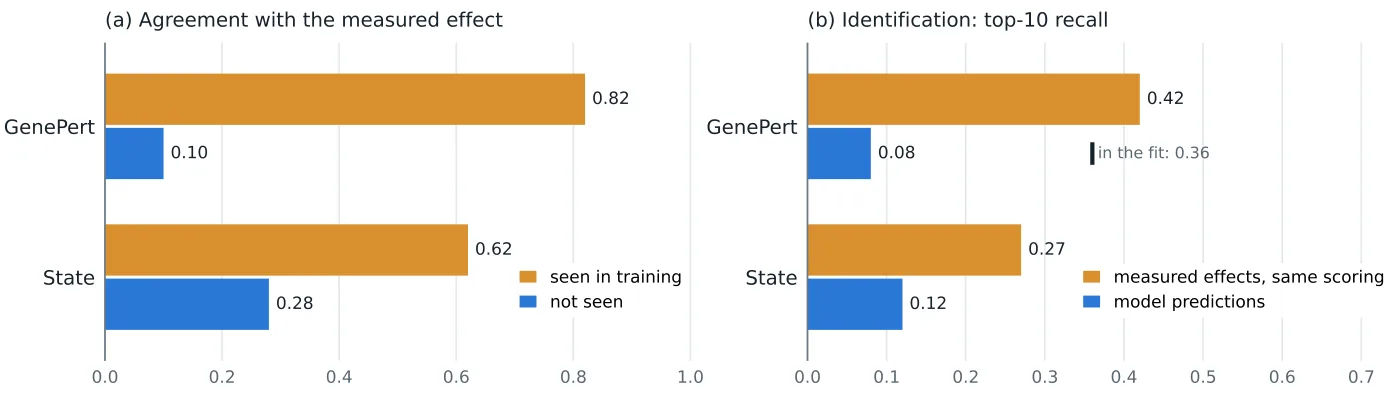 (a) Agreement with the measured effect
GenePert
0.82
0.10
State
0.62
0.28
seen in training
not seen
0.0 0.2 0.4 0.6 0.8 1.0
(b) Identification: top-10 recall
GenePert
0.42
0.08
in the fit: 0.36
State
0.27
0.12
measured effects, same scoring
model predictions
0.0 0.1 0.2 0.3 0.4 0.5 0.6 0.7